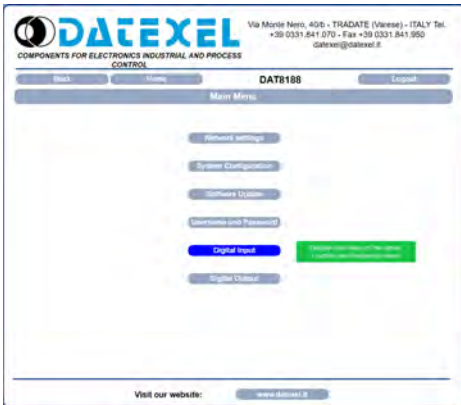 DATEXEL
Via Monte Nero, 40/b - TRADATE (Varese) - ITALY Tel.
+39 0331.841.070 - Fax +39 0331.841.950
datexel@datexel.it
COMPONENTS FOR ELECTRONICS INDUSTRIAL AND PROCESS
CONTROL
Back Home DAT8188 Logout
Main Menu
Network settings
System Configuration
Software Update
Username and Password
Digital Input
Digital Output
Visit our website: www.datexel.it